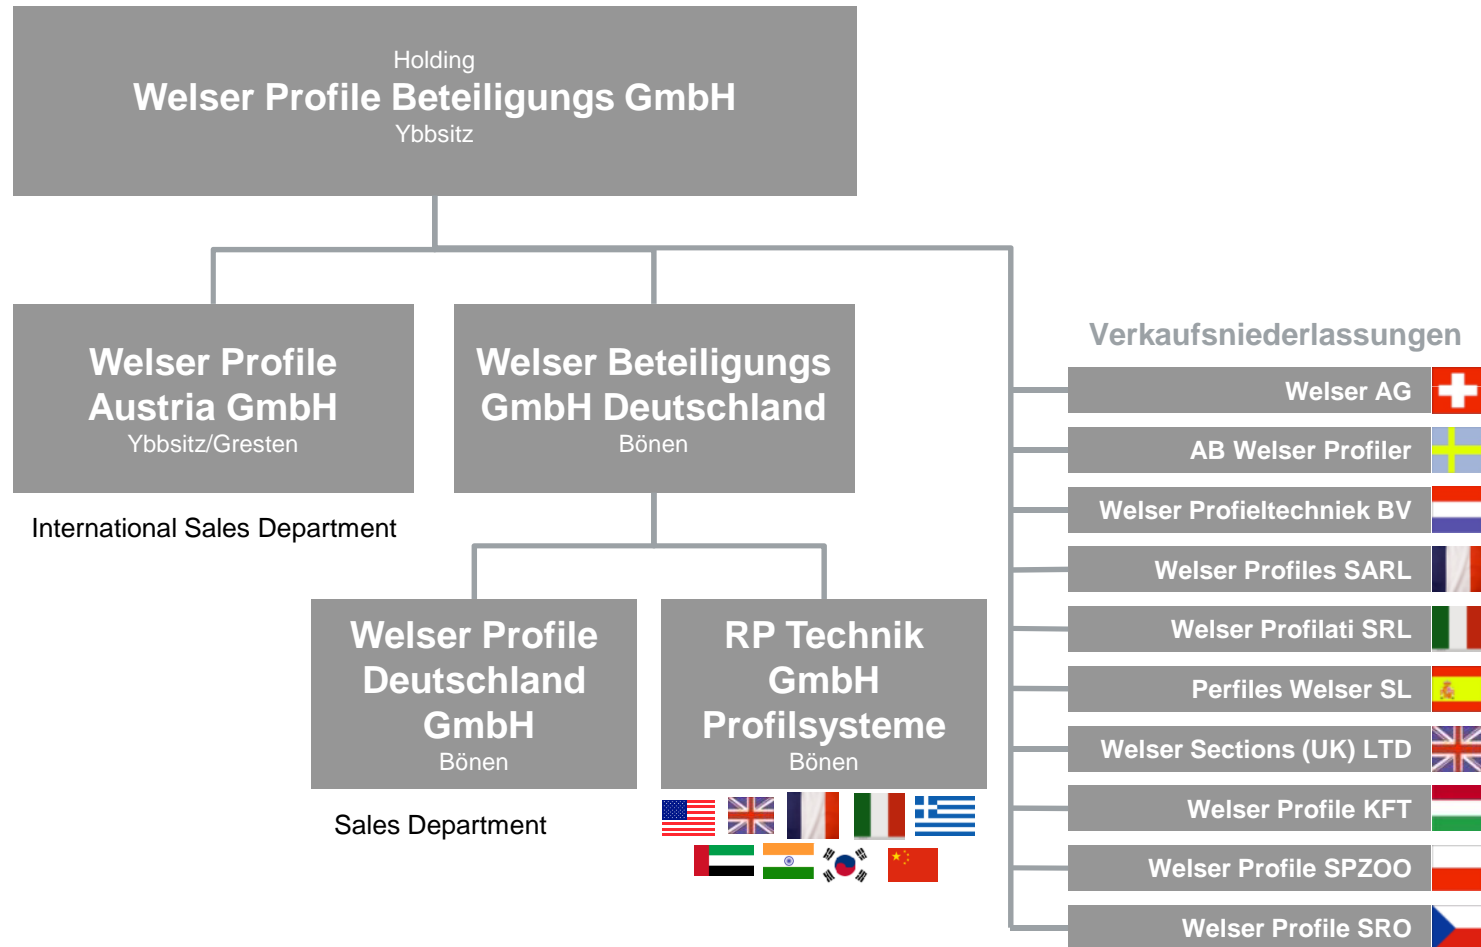 Holding
Welser Profile Beteiligungs GmbH
Ybbsitz
Welser Profile
Austria GmbH
Ybbsitz/Gresten
International Sales Department
Welser Beteiligungs
GmbH Deutschland
Bönen
Welser Profile
Deutschland
GmbH
Bönen
Sales Department
RP Technik
GmbH
Profilsysteme
Bönen
Verkaufsniederlassungen
Welser AG
AB Welser Profiler
Welser Profieltechniek BV
Welser Profiles SARL
Welser Profilati SRL
Perfiles Welser SL
Welser Sections (UK) LTD
Welser Profile KFT
Welser Profile SPZOO
Welser Profile SRO